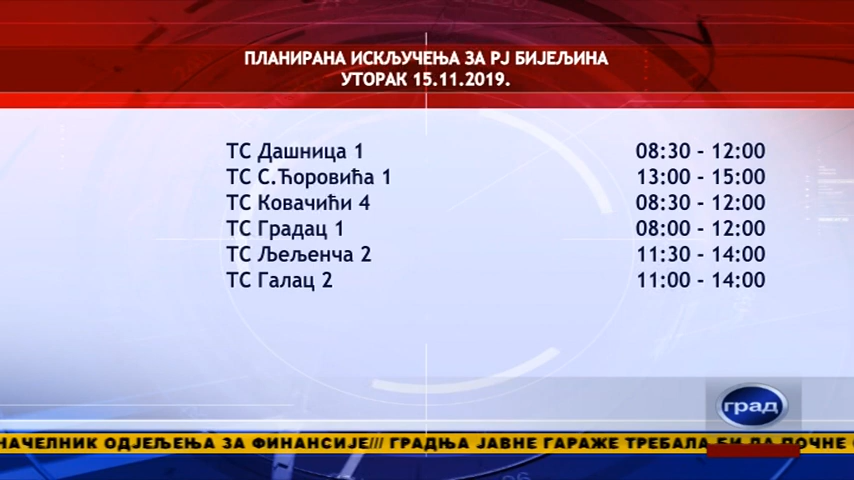 ПЛАНИРАНА ИСКЉУЧЕЊА ЗА РЈ БИЈЕЉИНА
УТОРАК 15.11.2019.
ТС Дашница 1 08:30 - 12:00
ТС С.Ћоровића 1 13:00 - 15:00
ТС Ковачићи 4 08:30 - 12:00
ТС Градац 1 08:00 - 12:00
ТС Љељенча 2 11:30 - 14:00
ТС Галац 2 11:00 - 14:00
град
НАЧЕЛНИК ОДЈЕЉЕЊА ЗА ФИНАНСИЈЕ/// ГРАДЊА ЈАВНЕ ГАРАЖЕ ТРЕБАЛА БИ ДА ПОЧНЕ